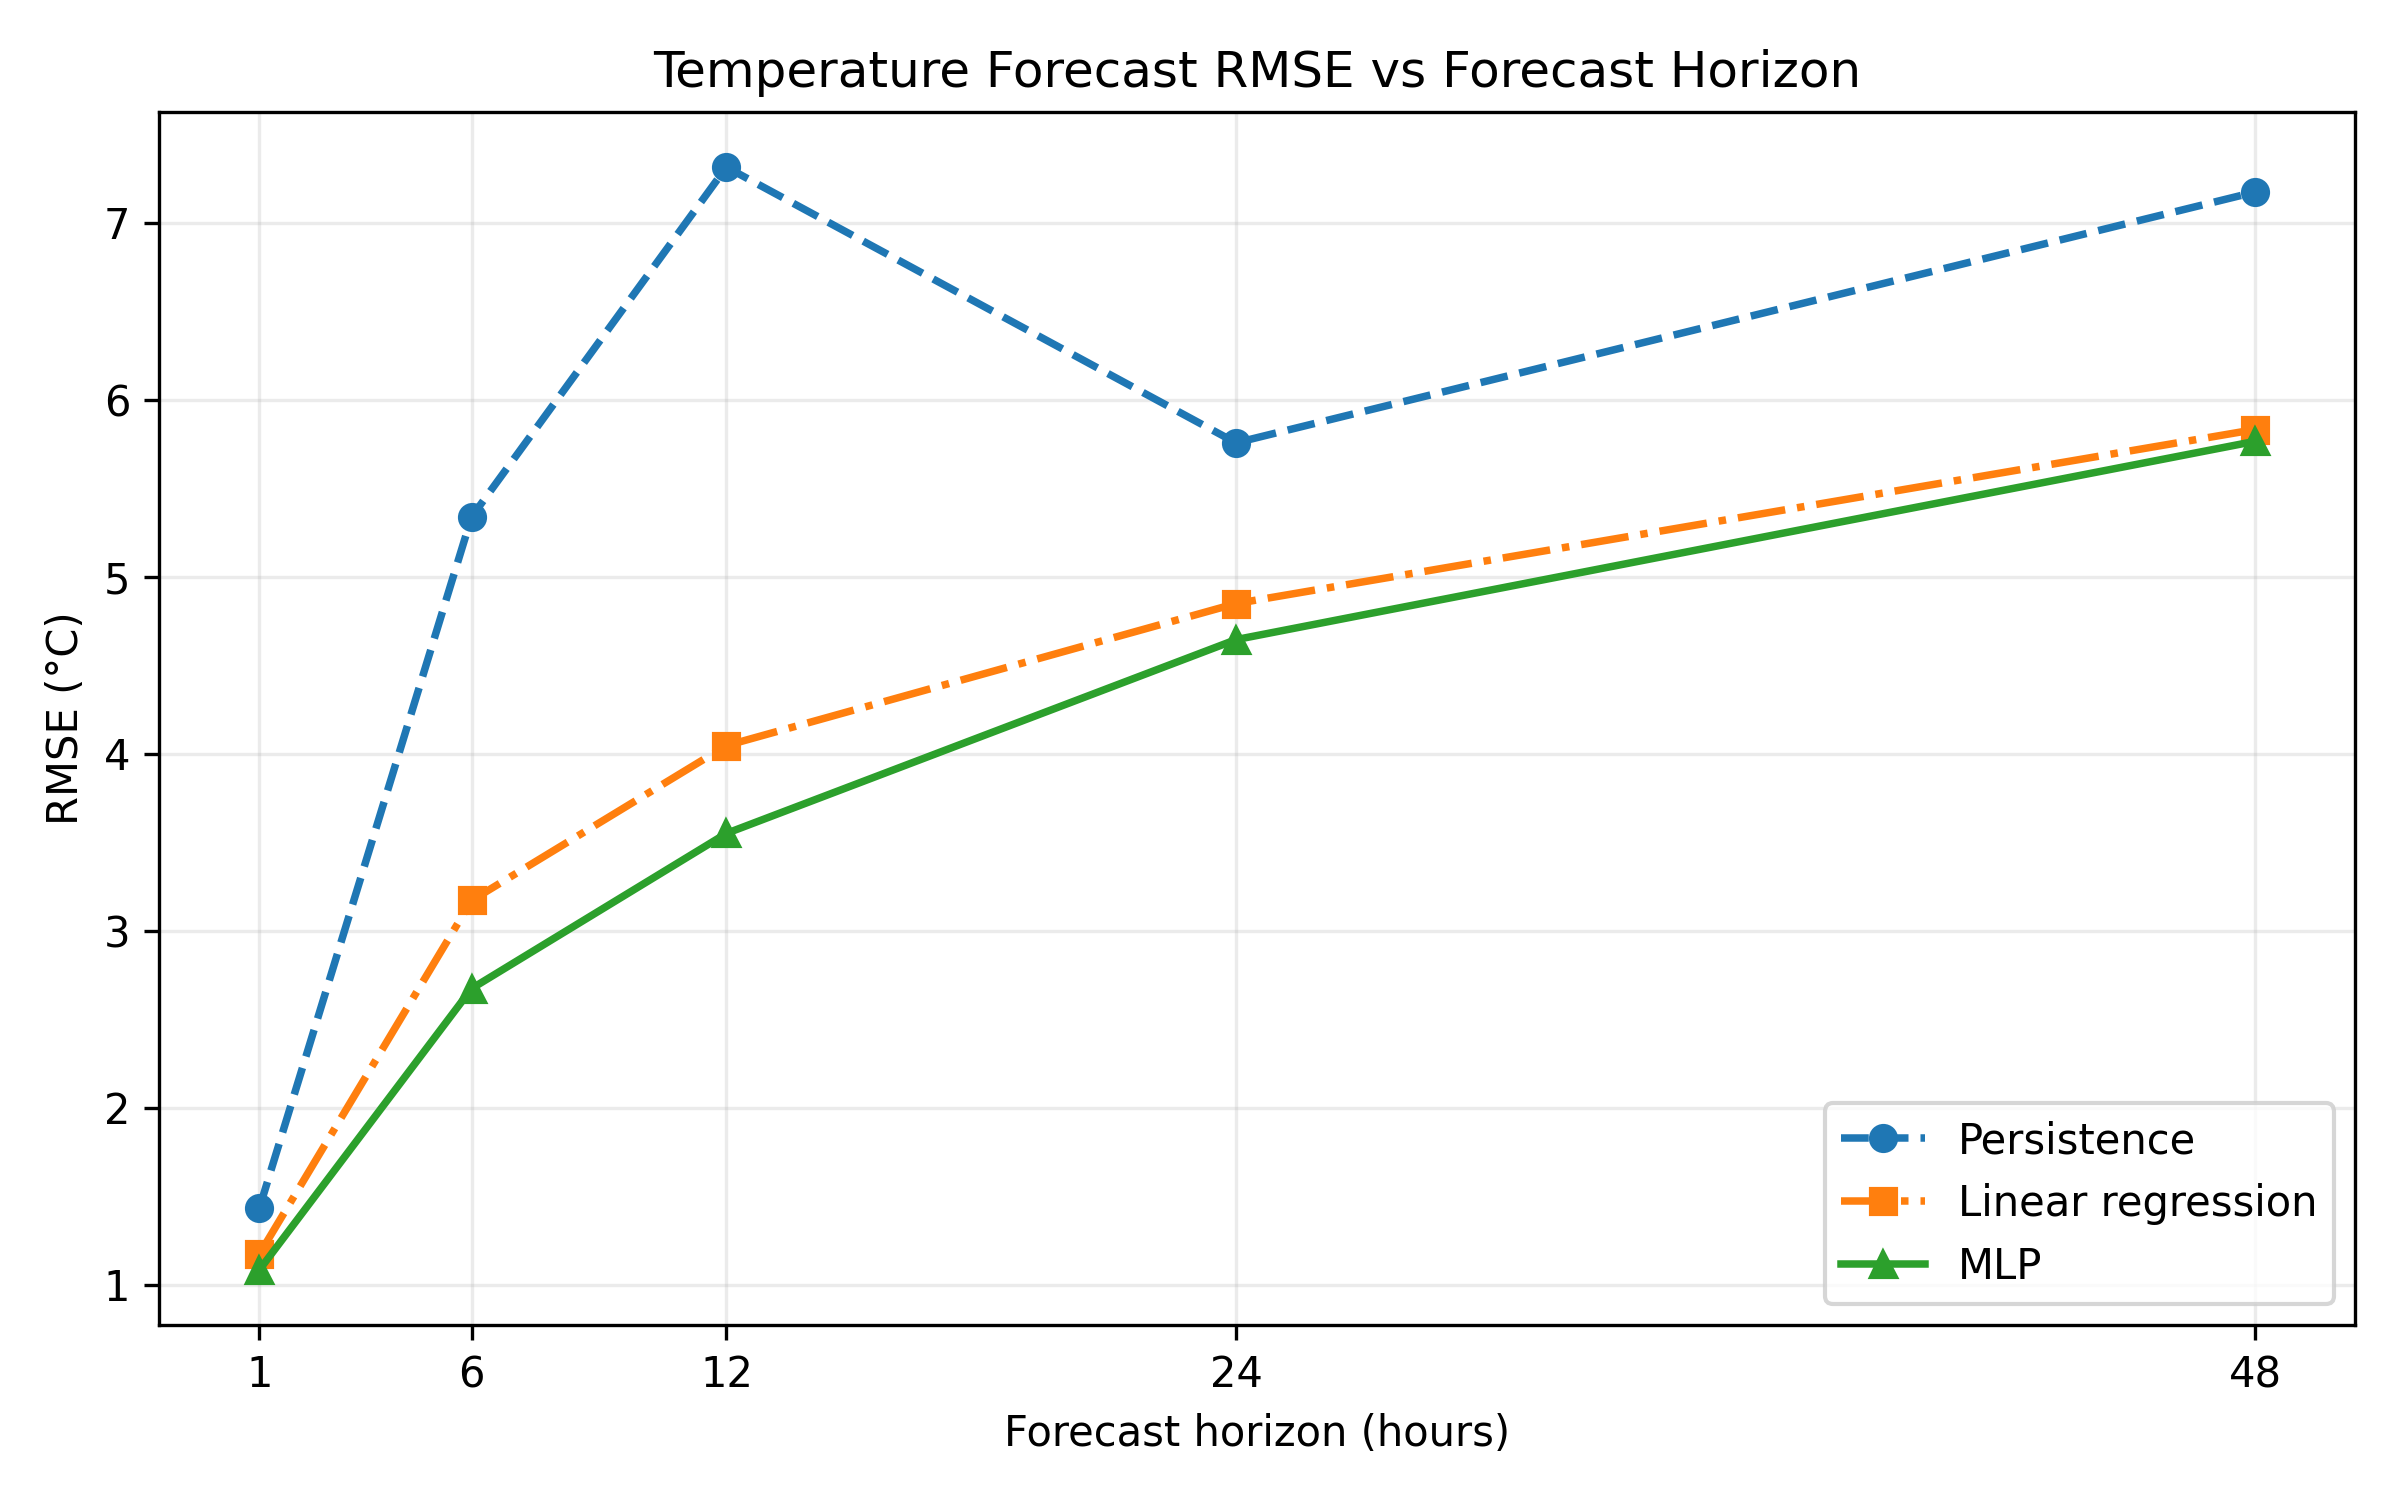 Temperature Forecast RMSE vs Forecast Horizon
RMSE (°C)
7
6
5
4
3
2
1
1 6 12 24 48
Forecast horizon (hours)
Persistence
Linear regression
MLP